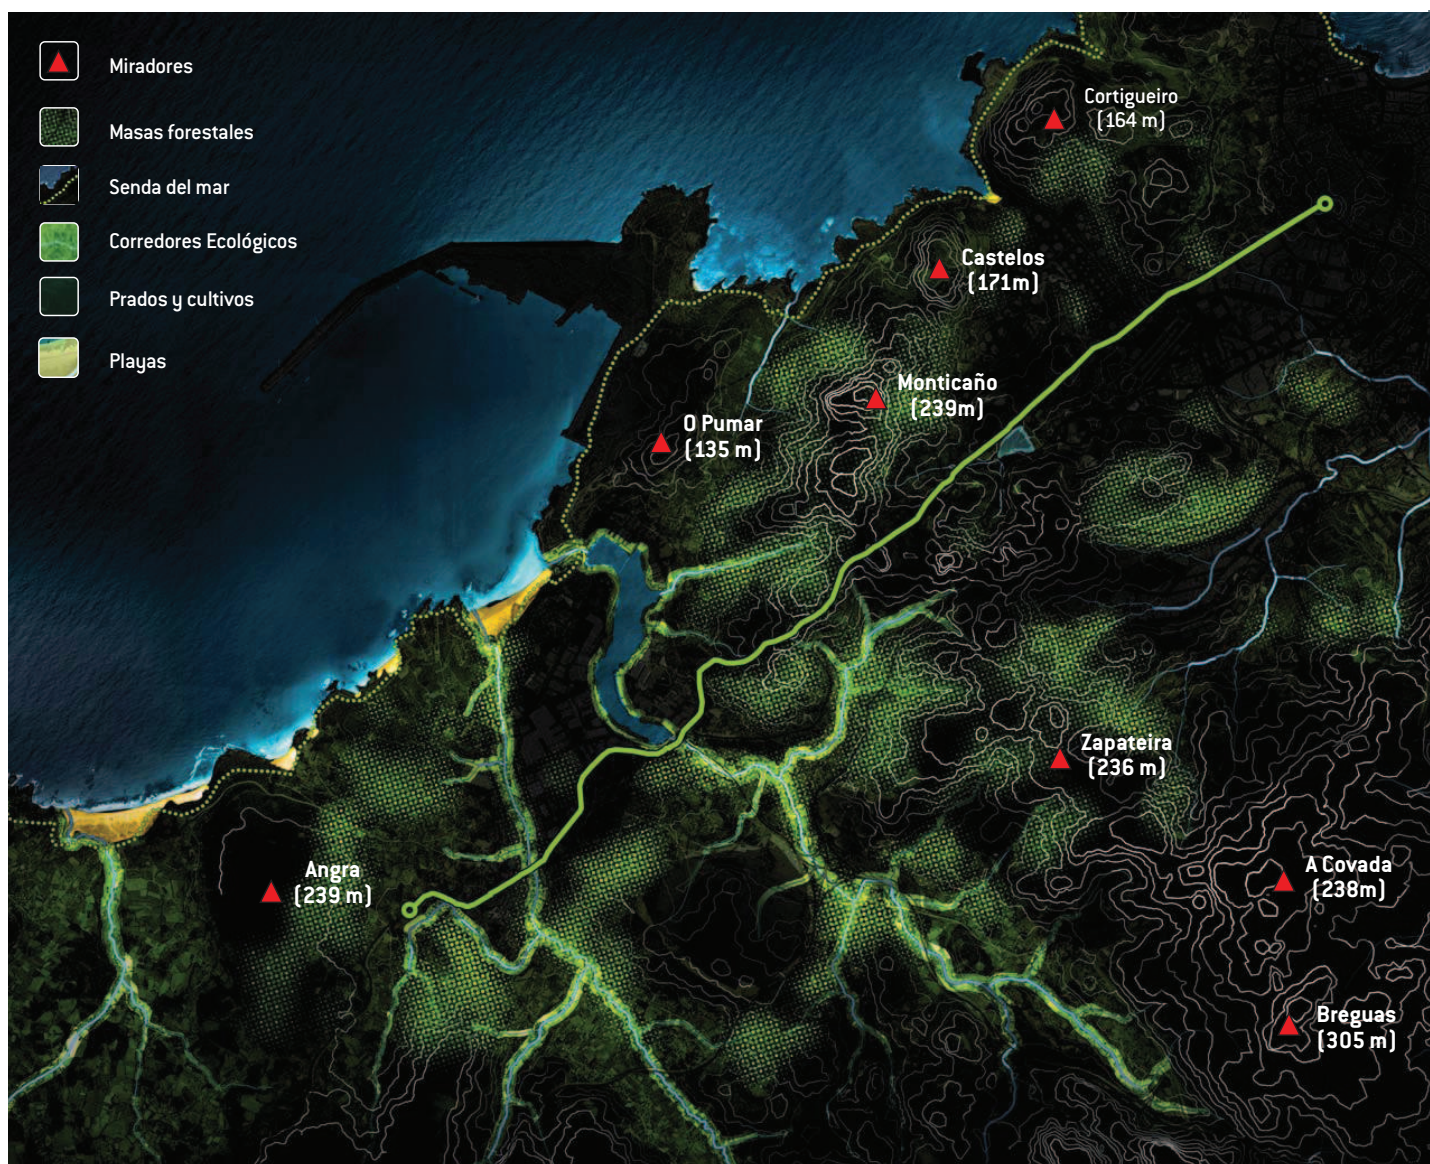 Miradores
Masas forestales
Senda del mar
Corredores Ecológicos
Prados y cultivos
Playas
Cortigueiro
(164 m)
Castelos
(171m)
Monticaño
(239m)
O Pumar
(135 m)
Zapateira
(236 m)
Angra
(239 m)
A Covada
(238m)
Breguas
(305 m)